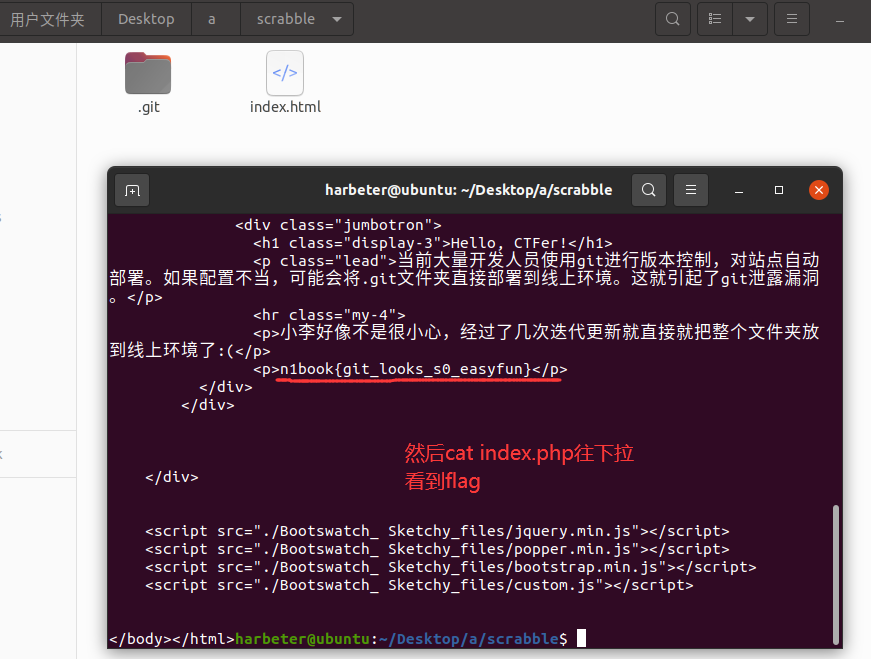 用户文件夹 Desktop a scrabble
.git index.html
harbeter@ubuntu: ~/Desktop/a/scrabble
<div class="jumbotron">
<h1 class="display-3">Hello, CTFer!</h1>
<p class="lead">当前大量开发人员使用git进行版本控制，对站点自动
部署。如果配置不当，可能会将.git文件夹直接部署到线上环境。这就引起了git泄露漏洞
。</p>
<hr class="my-4">
<p>小李好像不是很小心，经过了几次迭代更新就直接就把整个文件夹放
到线上环境了:(</p>
<p>n1book{git_looks_s0_easyfun}</p>
</div>
</div>
然后cat index.php往下拉
看到flag
</div>
<script src="./Bootswatch_ Sketchy_files/jquery.min.js"></script>
<script src="./Bootswatch_ Sketchy_files/popper.min.js"></script>
<script src="./Bootswatch_ Sketchy_files/bootstrap.min.js"></script>
<script src="./Bootswatch_ Sketchy_files/custom.js"></script>
</body></html>harbeter@ubuntu:~/Desktop/a/scrabble$